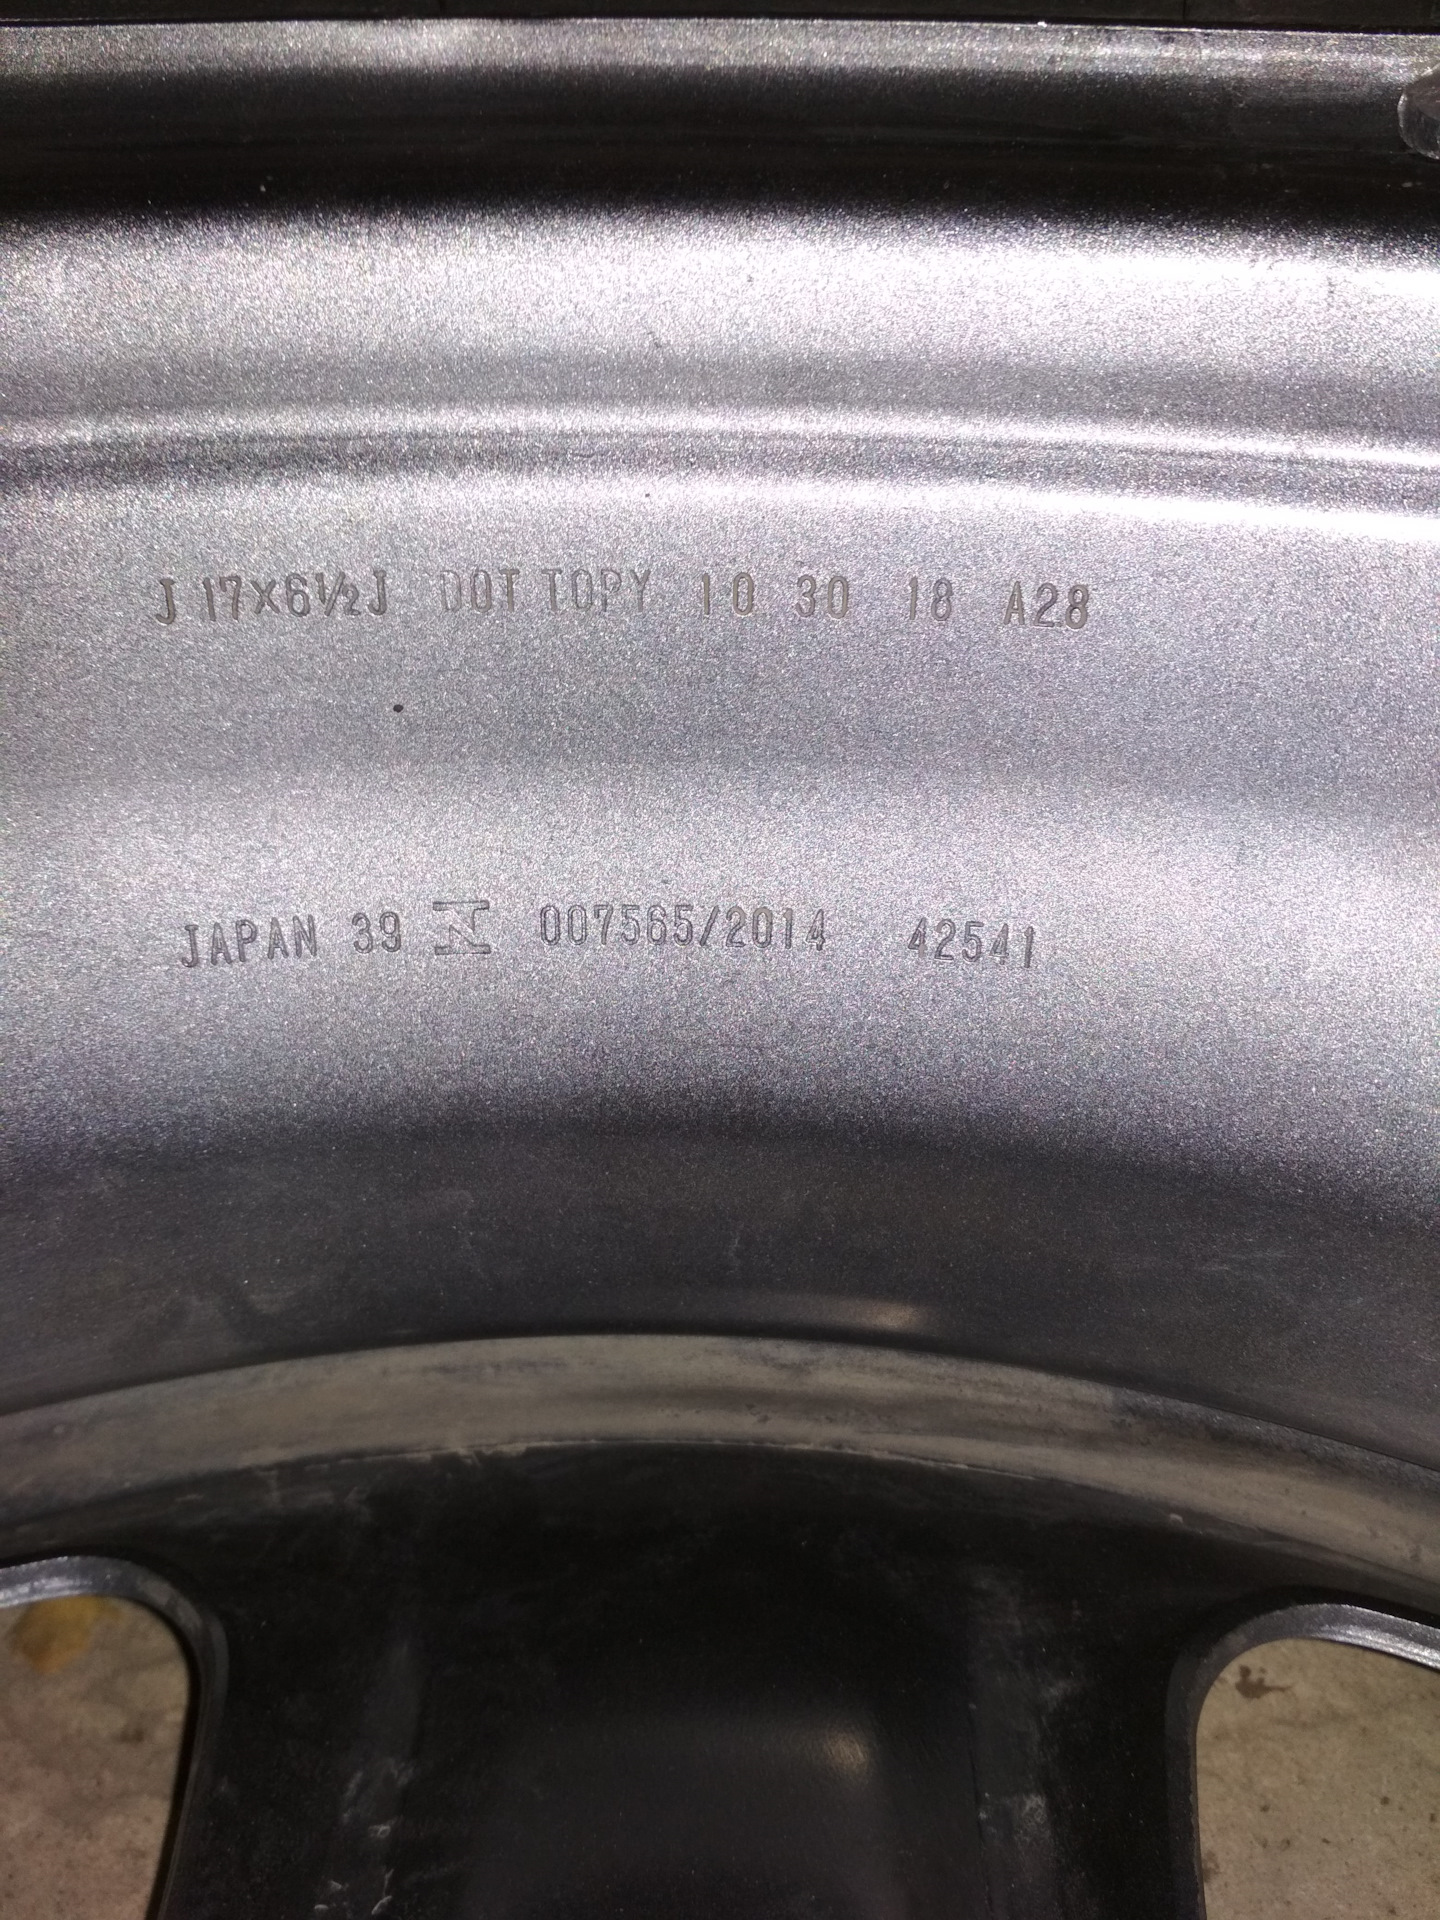 J 17x6½J DOT TOPY 10 30 18 A28
JAPAN 39 007565/2014 42541